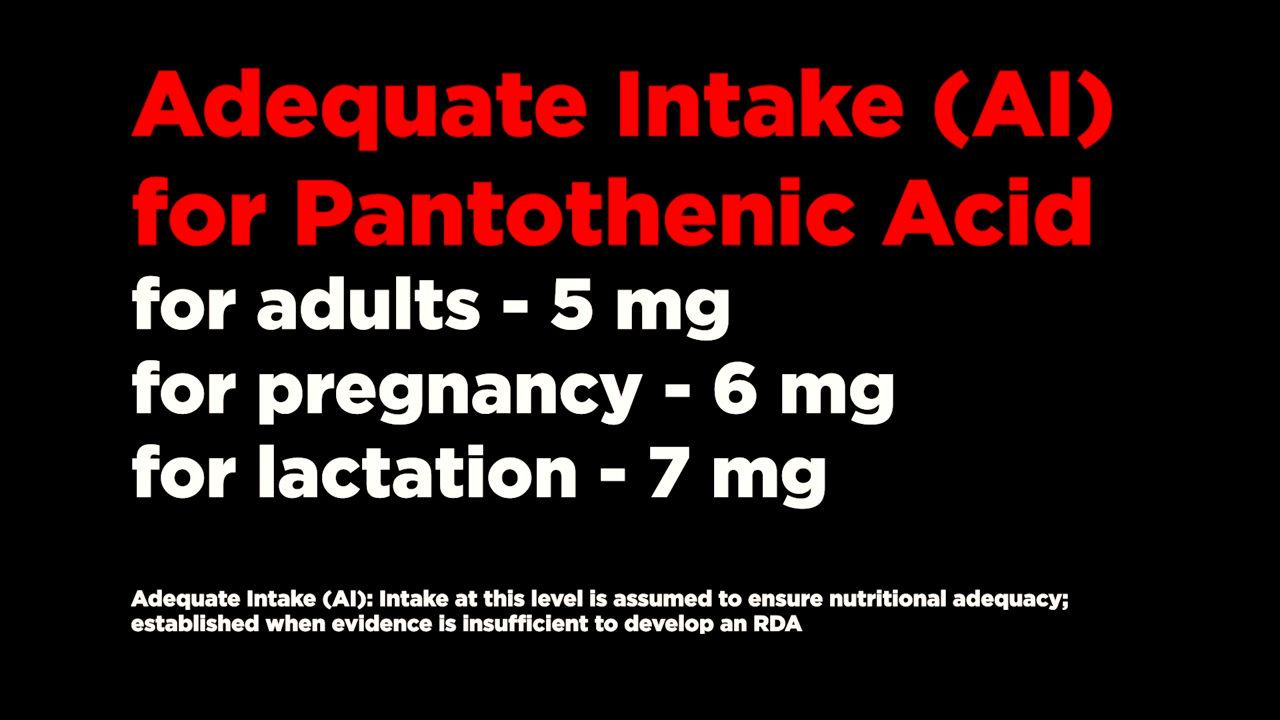 Adequate Intake (AI)
for Pantothenic Acid
for adults - 5 mg
for pregnancy - 6 mg
for lactation - 7 mg
Adequate Intake (AI): Intake at this level is assumed to ensure nutritional adequacy;
established when evidence is insufficient to develop an RDA